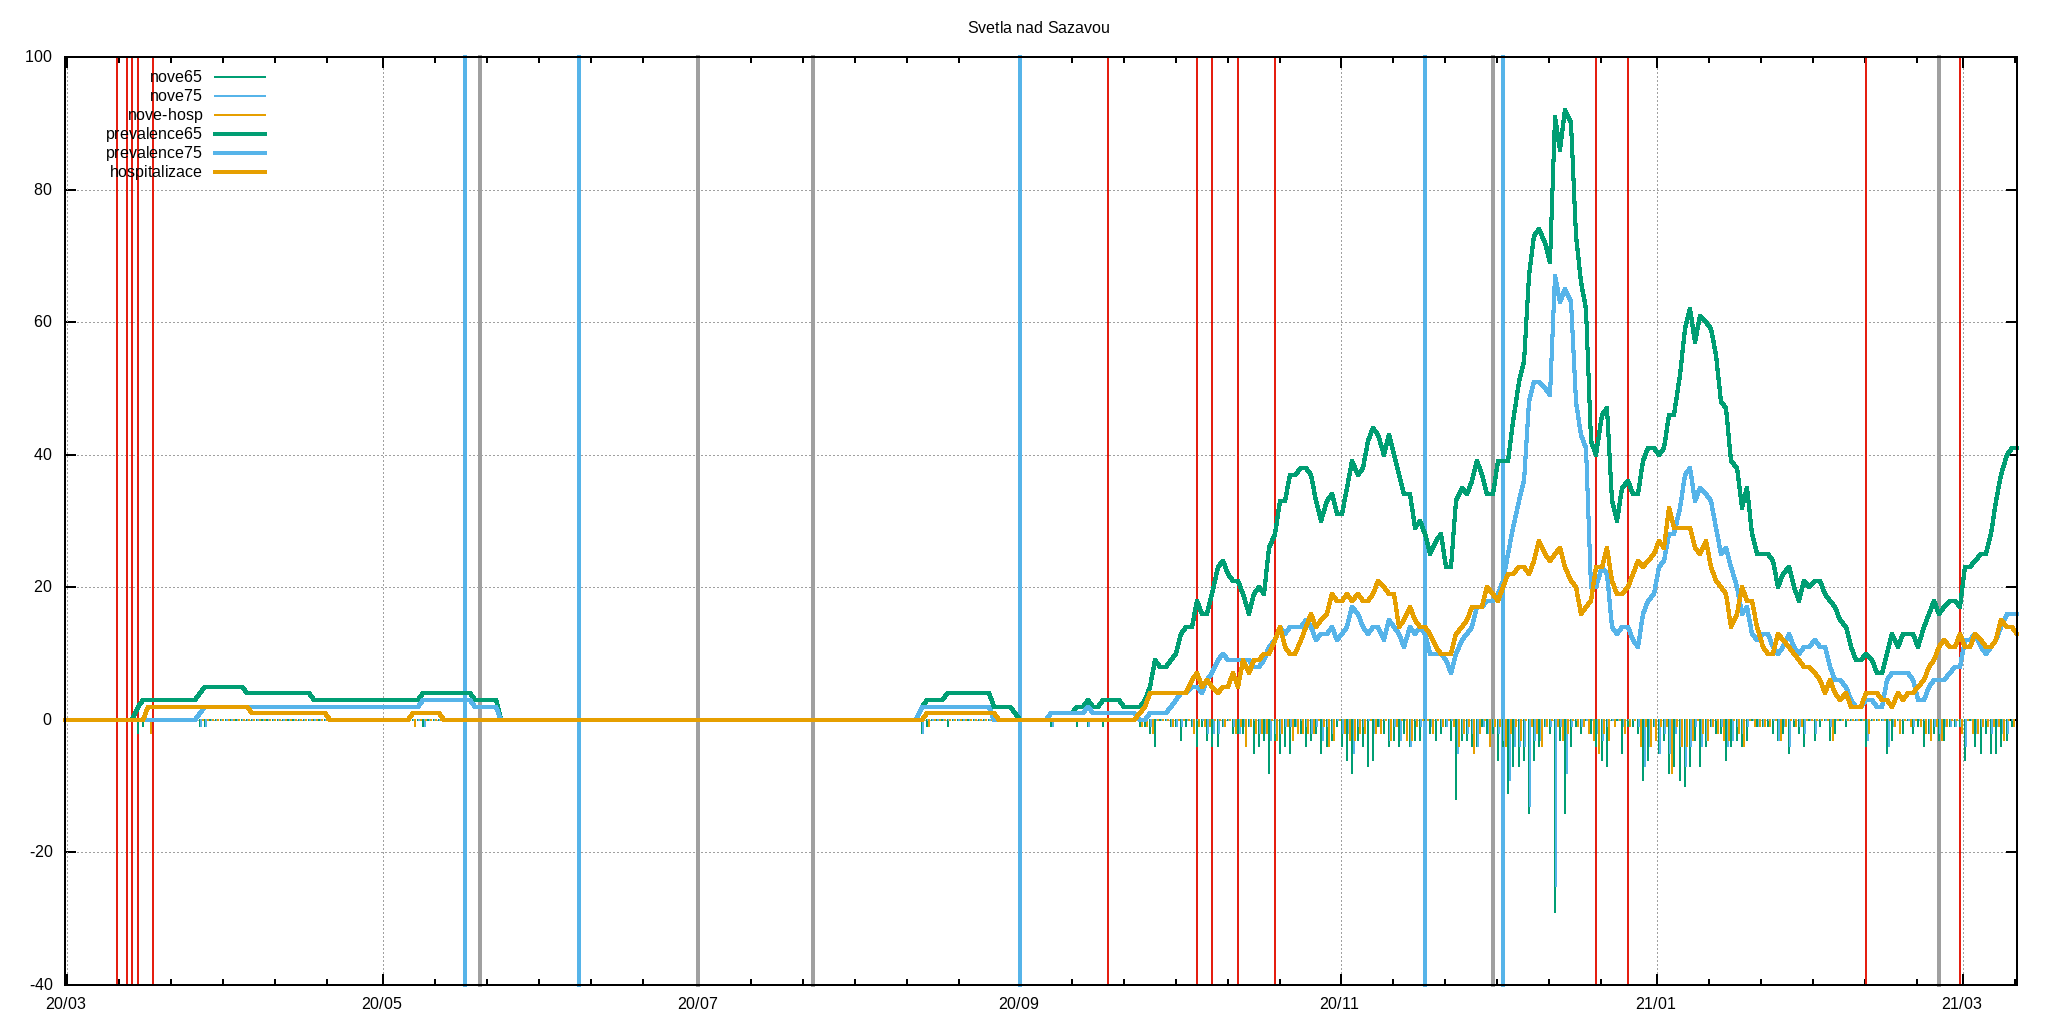 Svetla nad Sazavou
100
80
60
40
20
0
-20
-40
nove65
nove75
nove-hosp
prevalence65
prevalence75
hospitalizace
20/03 20/05 20/07 20/09 20/11 21/01 21/03